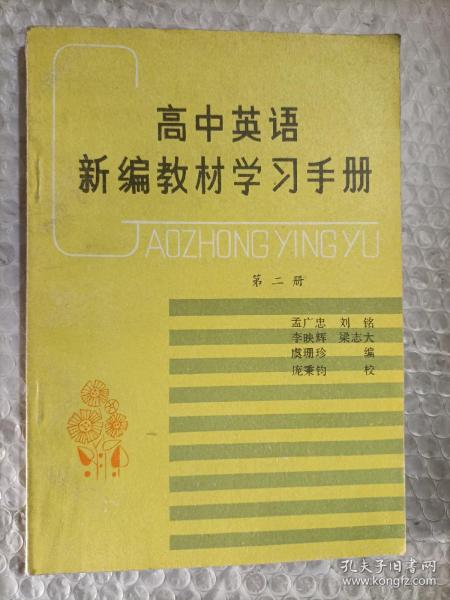 高中英语
新编教材学习手册
GAOZHONG YING YU
第二册
孟广忠 刘铭
李映辉 梁志大
虞珊珍 编
庞秉钧 校
孔夫子旧书网
www.kongfz.com